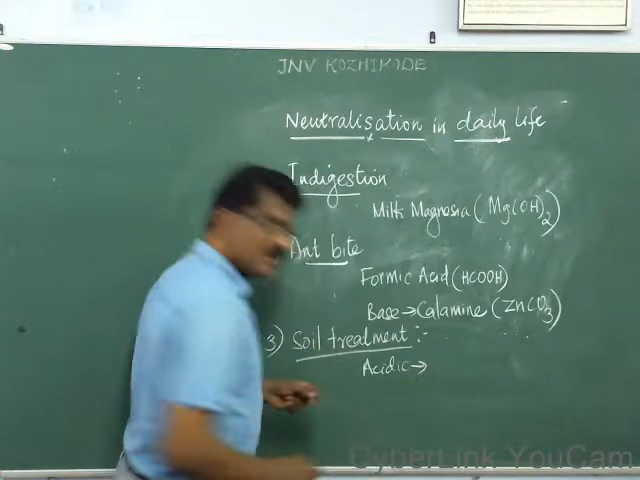 JNV KOZHIKODE
Neutralisation in daily life
Indigestion
Milk Magnesia (Mg(OH)2)
Ant bite
Formic Acid (HCOOH)
Base → Calamine (ZnCO3)
3) Soil treatment :-
Acidic →
CyberLink YouCam